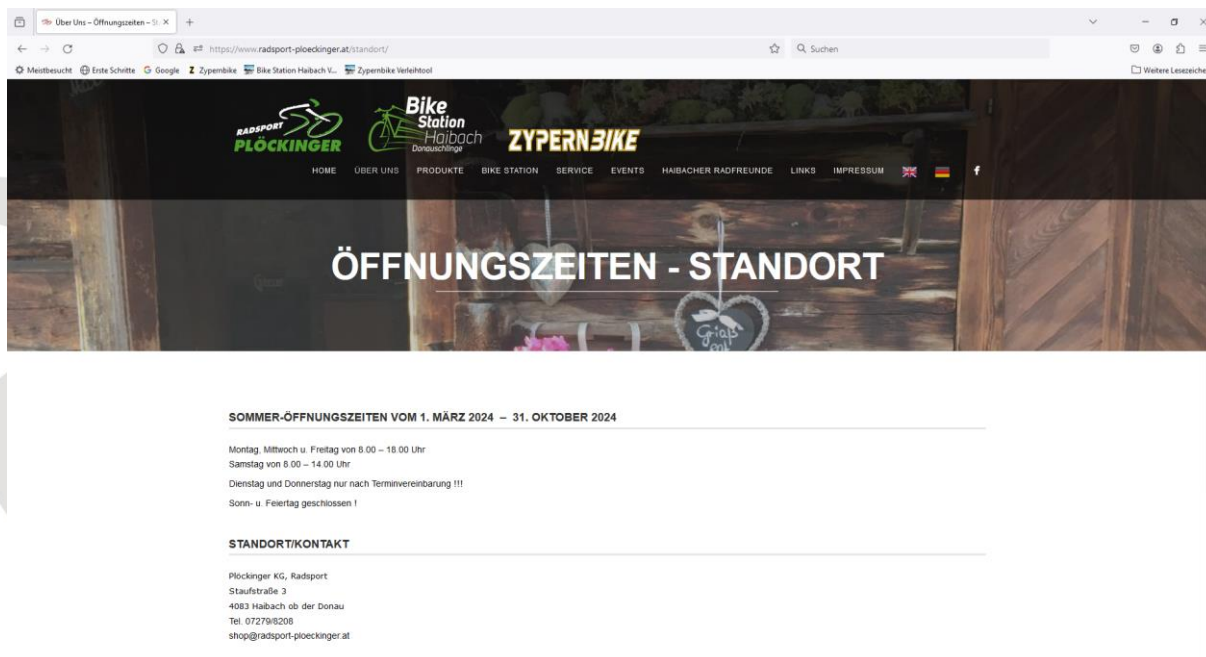 Über Uns – Öffnungszeiten – St.
https://www.radsport-ploeckinger.at/standort/
Suchen
Meistbesucht Erste Schritte Google Zypernbike Bike Station Haibach V... Zypernbike Verleihtool Weitere Lesezeichen
RADSPORT
PLÖCKINGER
Bike
Station
Haibach
Donauschlinge
ZYPERNBIKE
HOME ÜBER UNS PRODUKTE BIKE STATION SERVICE EVENTS HAIBACHER RADFREUNDE LINKS IMPRESSUM f
ÖFFNUNGSZEITEN - STANDORT
Griaß
enk
SOMMER-ÖFFNUNGSZEITEN VOM 1. MÄRZ 2024 – 31. OKTOBER 2024
Montag, Mittwoch u. Freitag von 8.00 – 18.00 Uhr
Samstag von 8.00 – 14.00 Uhr
Dienstag und Donnerstag nur nach Terminvereinbarung !!!
Sonn- u. Feiertag geschlossen !
STANDORT/KONTAKT
Plöckinger KG, Radsport
Staufstraße 3
4083 Haibach ob der Donau
Tel. 07279/8208
shop@radsport-ploeckinger.at